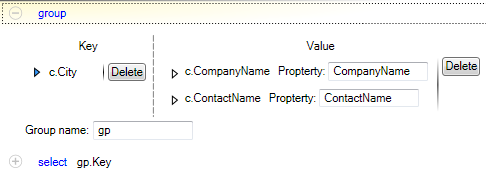 group
Key Value
c.City Delete c.CompanyName Propterty: CompanyName Delete
c.ContactName Propterty: ContactName
Group name: gp
select gp.Key